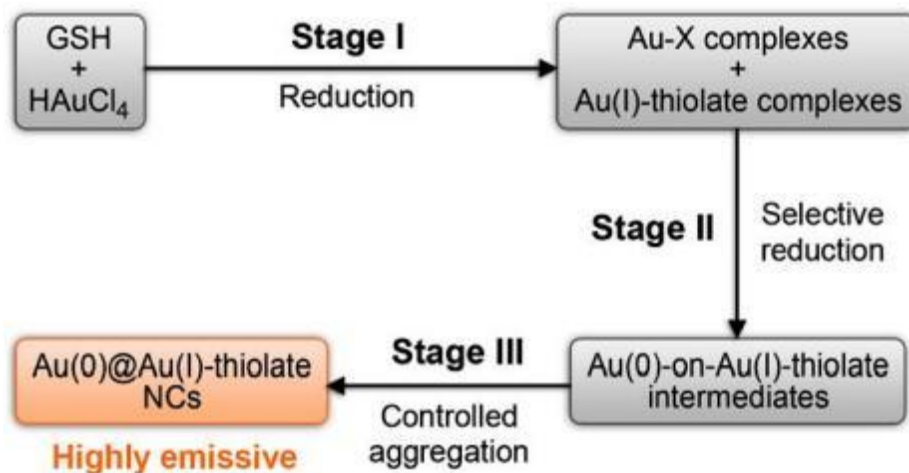 GSH
+
HAuCl₄
Stage I
Reduction
Au-X complexes
+
Au(I)-thiolate complexes
Stage II
Selective
reduction
Au(0)-on-Au(I)-thiolate
intermediates
Stage III
Controlled
aggregation
Au(0)@Au(I)-thiolate
NCs
Highly emissive